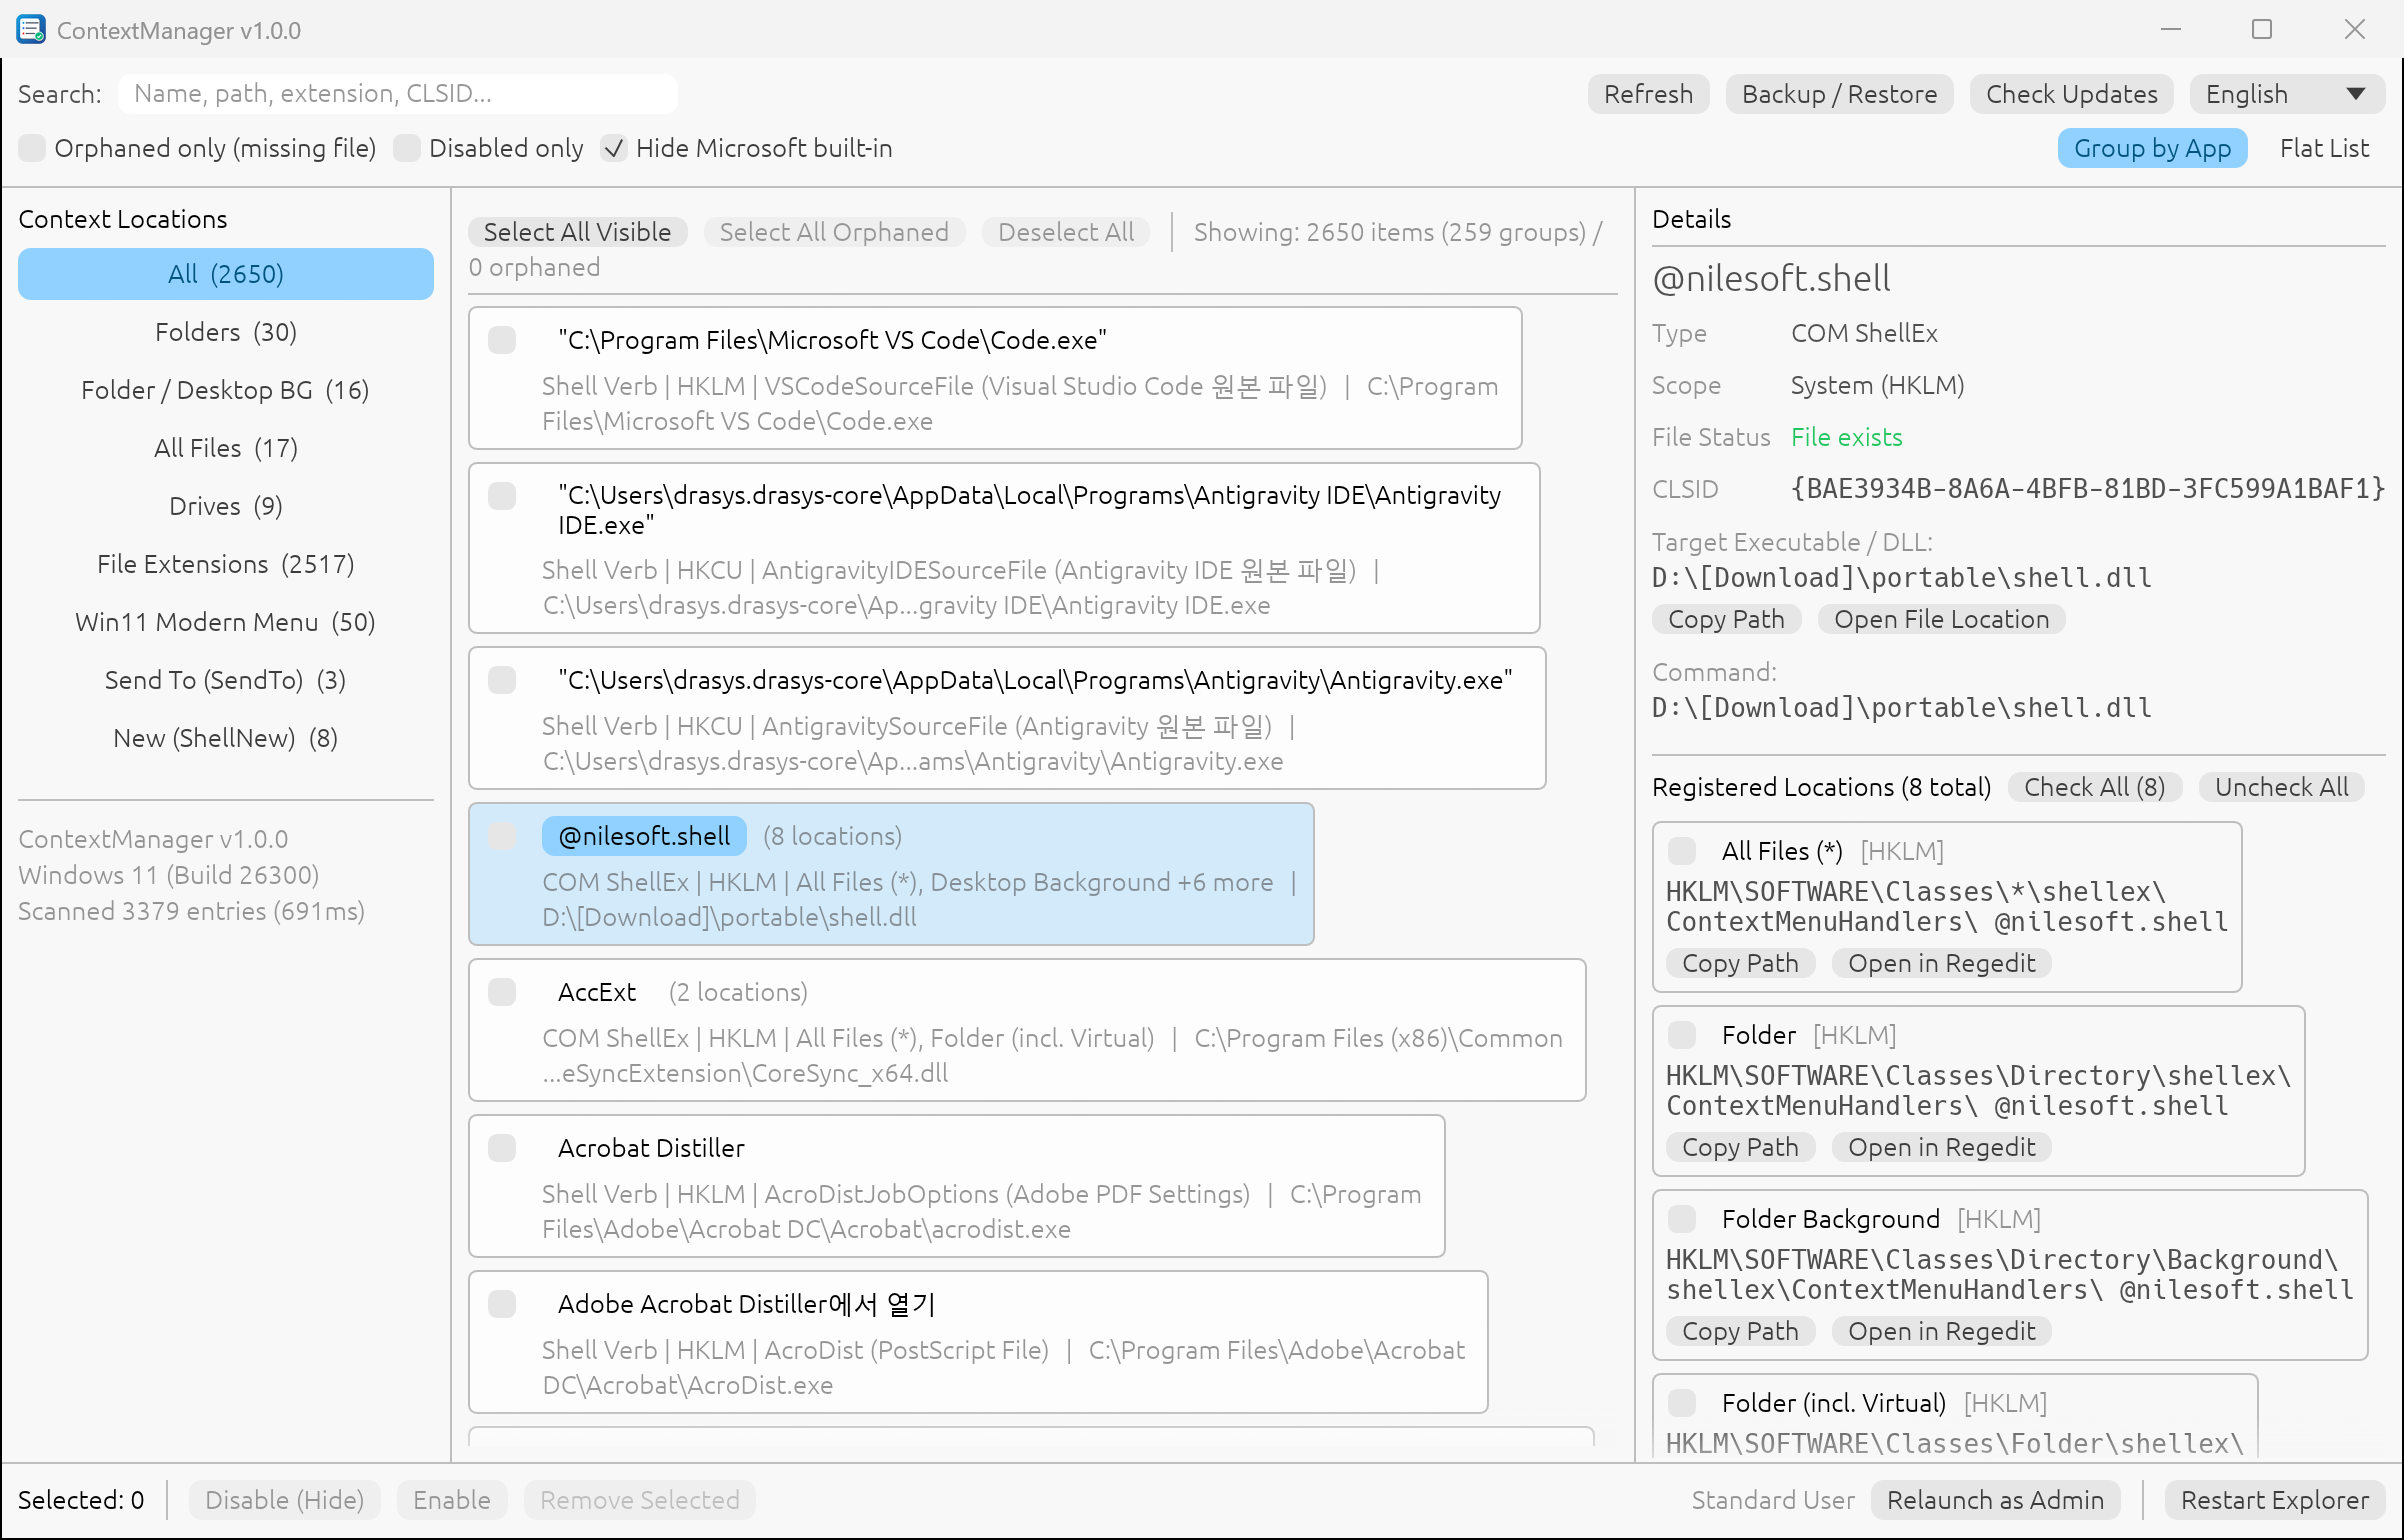 ContextManager v1.0.0
Search: Name, path, extension, CLSID... Refresh Backup / Restore Check Updates English
Orphaned only (missing file) Disabled only Hide Microsoft built-in Group by App Flat List
Context Locations
All (2650)
Folders (30)
Folder / Desktop BG (16)
All Files (17)
Drives (9)
File Extensions (2517)
Win11 Modern Menu (50)
Send To (SendTo) (3)
New (ShellNew) (8)
ContextManager v1.0.0
Windows 11 (Build 26300)
Scanned 3379 entries (691ms)
Select All Visible Select All Orphaned Deselect All Showing: 2650 items (259 groups) /
0 orphaned
"C:\Program Files\Microsoft VS Code\Code.exe"
Shell Verb | HKLM | VSCodeSourceFile (Visual Studio Code 원본 파일) | C:\Program
Files\Microsoft VS Code\Code.exe
"C:\Users\drasys.drasys-core\AppData\Local\Programs\Antigravity IDE\Antigravity
IDE.exe"
Shell Verb | HKCU | AntigravityIDESourceFile (Antigravity IDE 원본 파일) |
C:\Users\drasys.drasys-core\Ap...gravity IDE\Antigravity IDE.exe
"C:\Users\drasys.drasys-core\AppData\Local\Programs\Antigravity\Antigravity.exe"
Shell Verb | HKCU | AntigravitySourceFile (Antigravity 원본 파일) |
C:\Users\drasys.drasys-core\Ap...ams\Antigravity\Antigravity.exe
@nilesoft.shell (8 locations)
COM ShellEx | HKLM | All Files (*), Desktop Background +6 more |
D:\[Download]\portable\shell.dll
AccExt (2 locations)
COM ShellEx | HKLM | All Files (*), Folder (incl. Virtual) | C:\Program Files (x86)\Common
...eSyncExtension\CoreSync_x64.dll
Acrobat Distiller
Shell Verb | HKLM | AcroDistJobOptions (Adobe PDF Settings) | C:\Program
Files\Adobe\Acrobat DC\Acrobat\acrodist.exe
Adobe Acrobat Distiller에서 열기
Shell Verb | HKLM | AcroDist (PostScript File) | C:\Program Files\Adobe\Acrobat
DC\Acrobat\AcroDist.exe
Details
@nilesoft.shell
Type COM ShellEx
Scope System (HKLM)
File Status File exists
CLSID {BAE3934B-8A6A-4BFB-81BD-3FC599A1BAF1}
Target Executable / DLL:
D:\[Download]\portable\shell.dll
Copy Path Open File Location
Command:
D:\[Download]\portable\shell.dll
Registered Locations (8 total) Check All (8) Uncheck All
All Files (*) [HKLM]
HKLM\SOFTWARE\Classes\*\shellex\
ContextMenuHandlers\ @nilesoft.shell
Copy Path Open in Regedit
Folder [HKLM]
HKLM\SOFTWARE\Classes\Directory\shellex\
ContextMenuHandlers\ @nilesoft.shell
Copy Path Open in Regedit
Folder Background [HKLM]
HKLM\SOFTWARE\Classes\Directory\Background\
shellex\ContextMenuHandlers\ @nilesoft.shell
Copy Path Open in Regedit
Folder (incl. Virtual) [HKLM]
HKLM\SOFTWARE\Classes\Folder\shellex\
Selected: 0 Disable (Hide) Enable Remove Selected Standard User Relaunch as Admin Restart Explorer